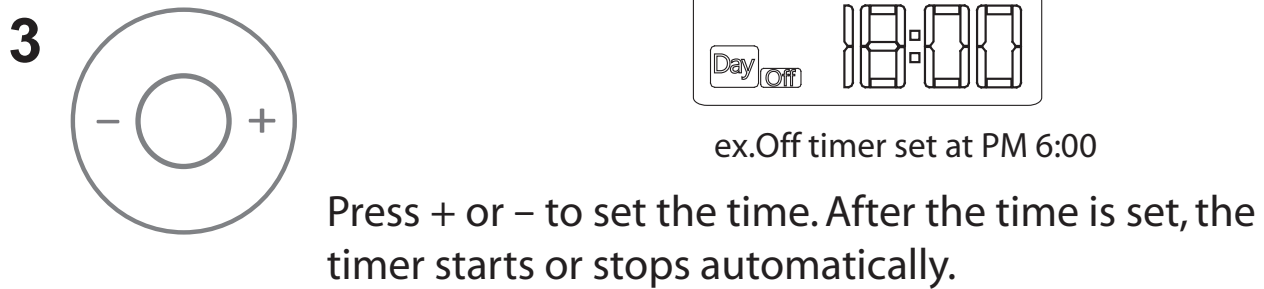 3
− +
18:00
Day Off
ex.Off timer set at PM 6:00
Press + or – to set the time. After the time is set, the
timer starts or stops automatically.